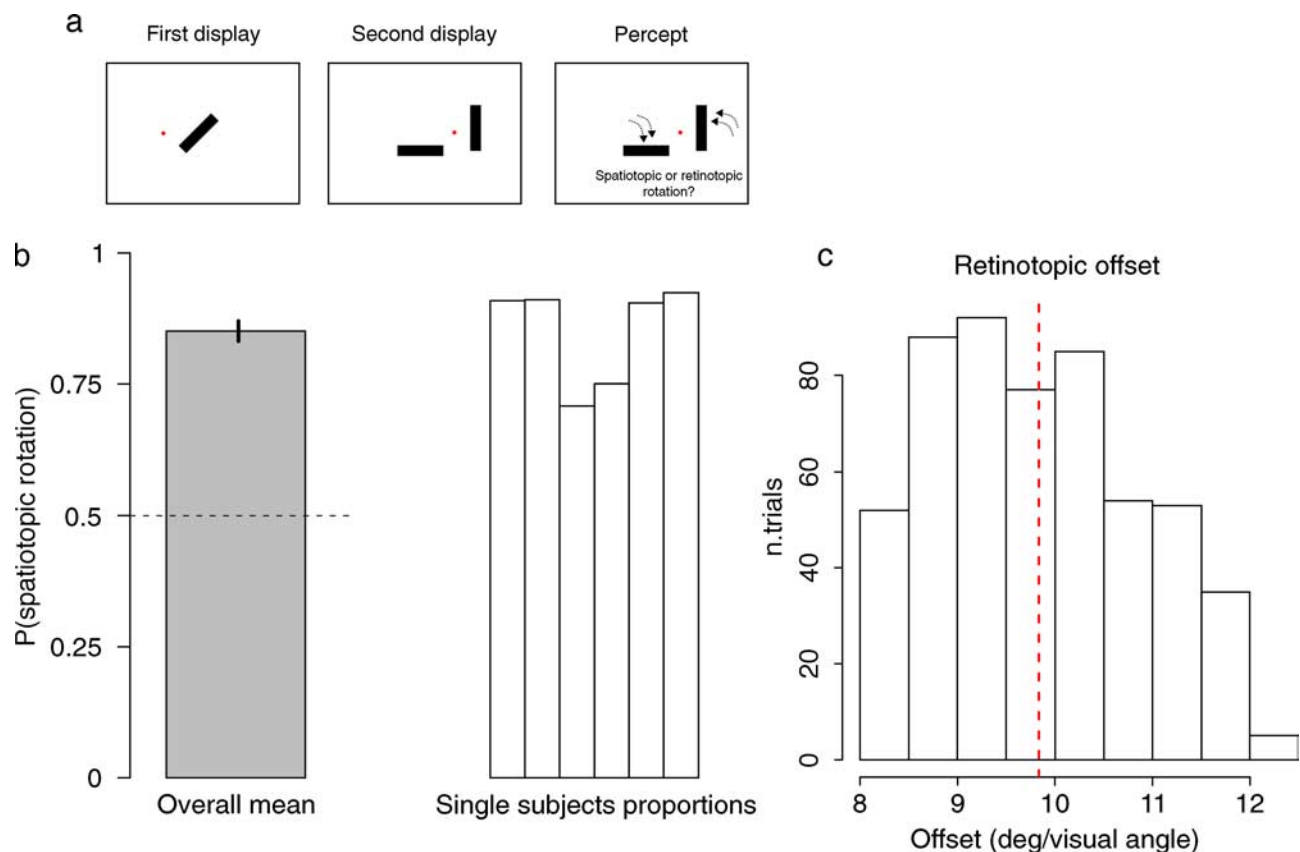 a
First display
Second display
Percept
Spatiotopic or retinotopic
rotation?
b
P(spatiotopic rotation)
1
0.75
0.5
0.25
0
Overall mean
Single subjects proportions
c
Retinotopic offset
n.trials
80
60
40
20
0
8 9 10 11 12
Offset (deg/visual angle)